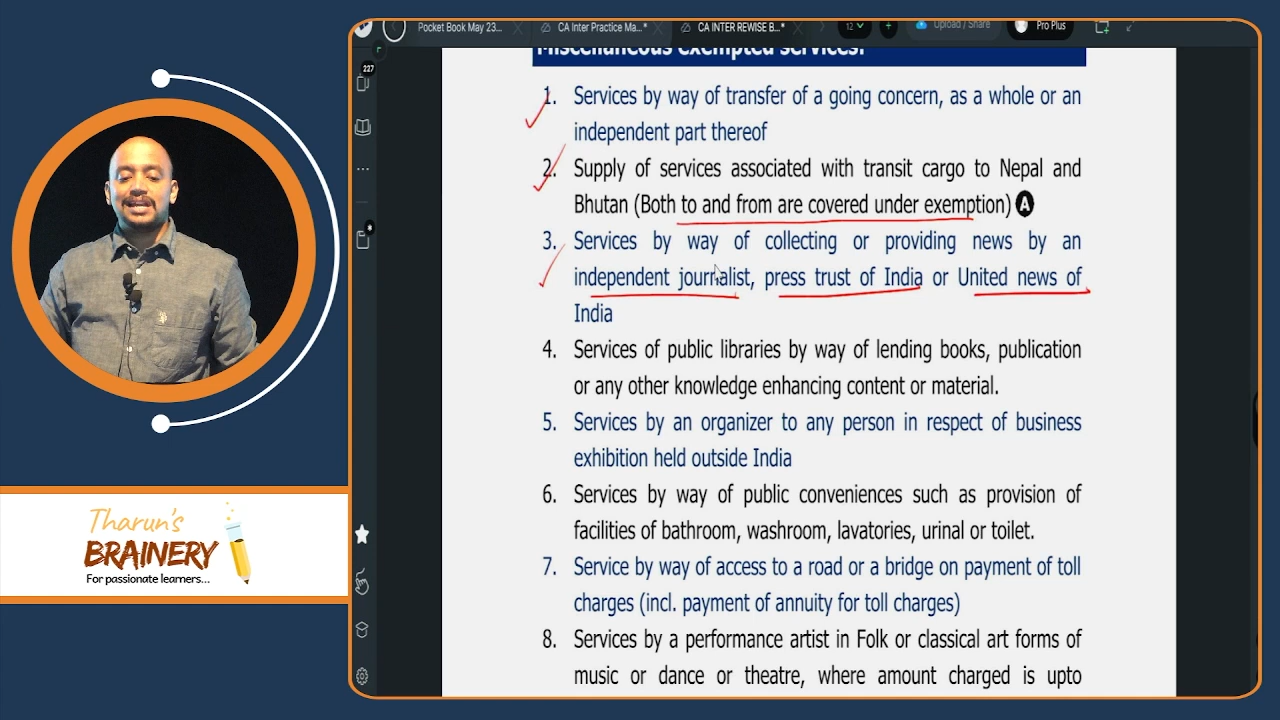 Pocket Book May 23...
CA Inter Practice Ma...*
CA INTER REWISE B...*
12
Upload / Share
Pro Plus
227
Miscellaneous exempted services:
1. Services by way of transfer of a going concern, as a whole or an
independent part thereof
2. Supply of services associated with transit cargo to Nepal and
Bhutan (Both to and from are covered under exemption) A
3. Services by way of collecting or providing news by an
independent journalist, press trust of India or United news of
India
4. Services of public libraries by way of lending books, publication
or any other knowledge enhancing content or material.
5. Services by an organizer to any person in respect of business
exhibition held outside India
6. Services by way of public conveniences such as provision of
facilities of bathroom, washroom, lavatories, urinal or toilet.
7. Service by way of access to a road or a bridge on payment of toll
charges (incl. payment of annuity for toll charges)
8. Services by a performance artist in Folk or classical art forms of
music or dance or theatre, where amount charged is upto
Tharun's
BRAINERY
For passionate learners...